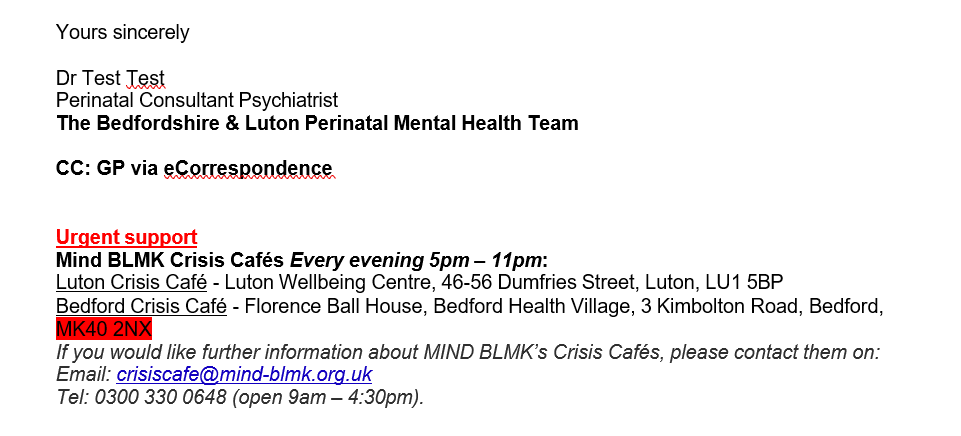 Yours sincerely
Dr Test Test
Perinatal Consultant Psychiatrist
The Bedfordshire & Luton Perinatal Mental Health Team
CC: GP via eCorrespondence
Urgent support
Mind BLMK Crisis Cafés Every evening 5pm – 11pm:
Luton Crisis Café - Luton Wellbeing Centre, 46-56 Dumfries Street, Luton, LU1 5BP
Bedford Crisis Café - Florence Ball House, Bedford Health Village, 3 Kimbolton Road, Bedford,
MK40 2NX
If you would like further information about MIND BLMK’s Crisis Cafés, please contact them on:
Email: crisiscafe@mind-blmk.org.uk
Tel: 0300 330 0648 (open 9am – 4:30pm).